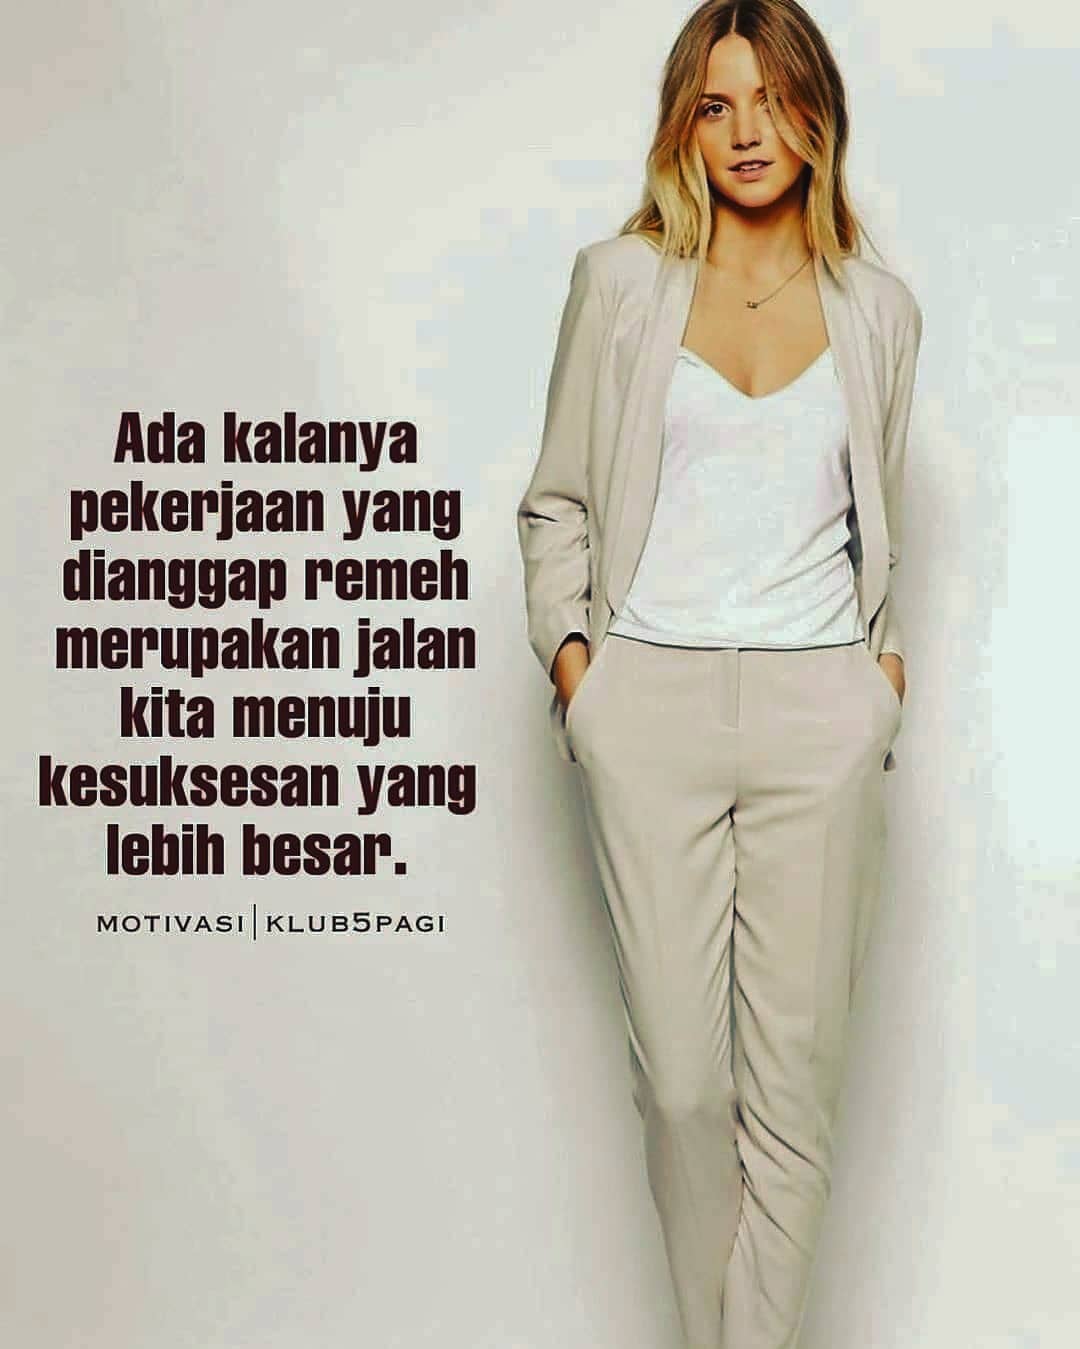 Ada kalanya
pekerjaan yang
dianggap remeh
merupakan jalan
kita menuju
kesuksesan yang
lebih besar.
MOTIVASI|KLUB5PAGI